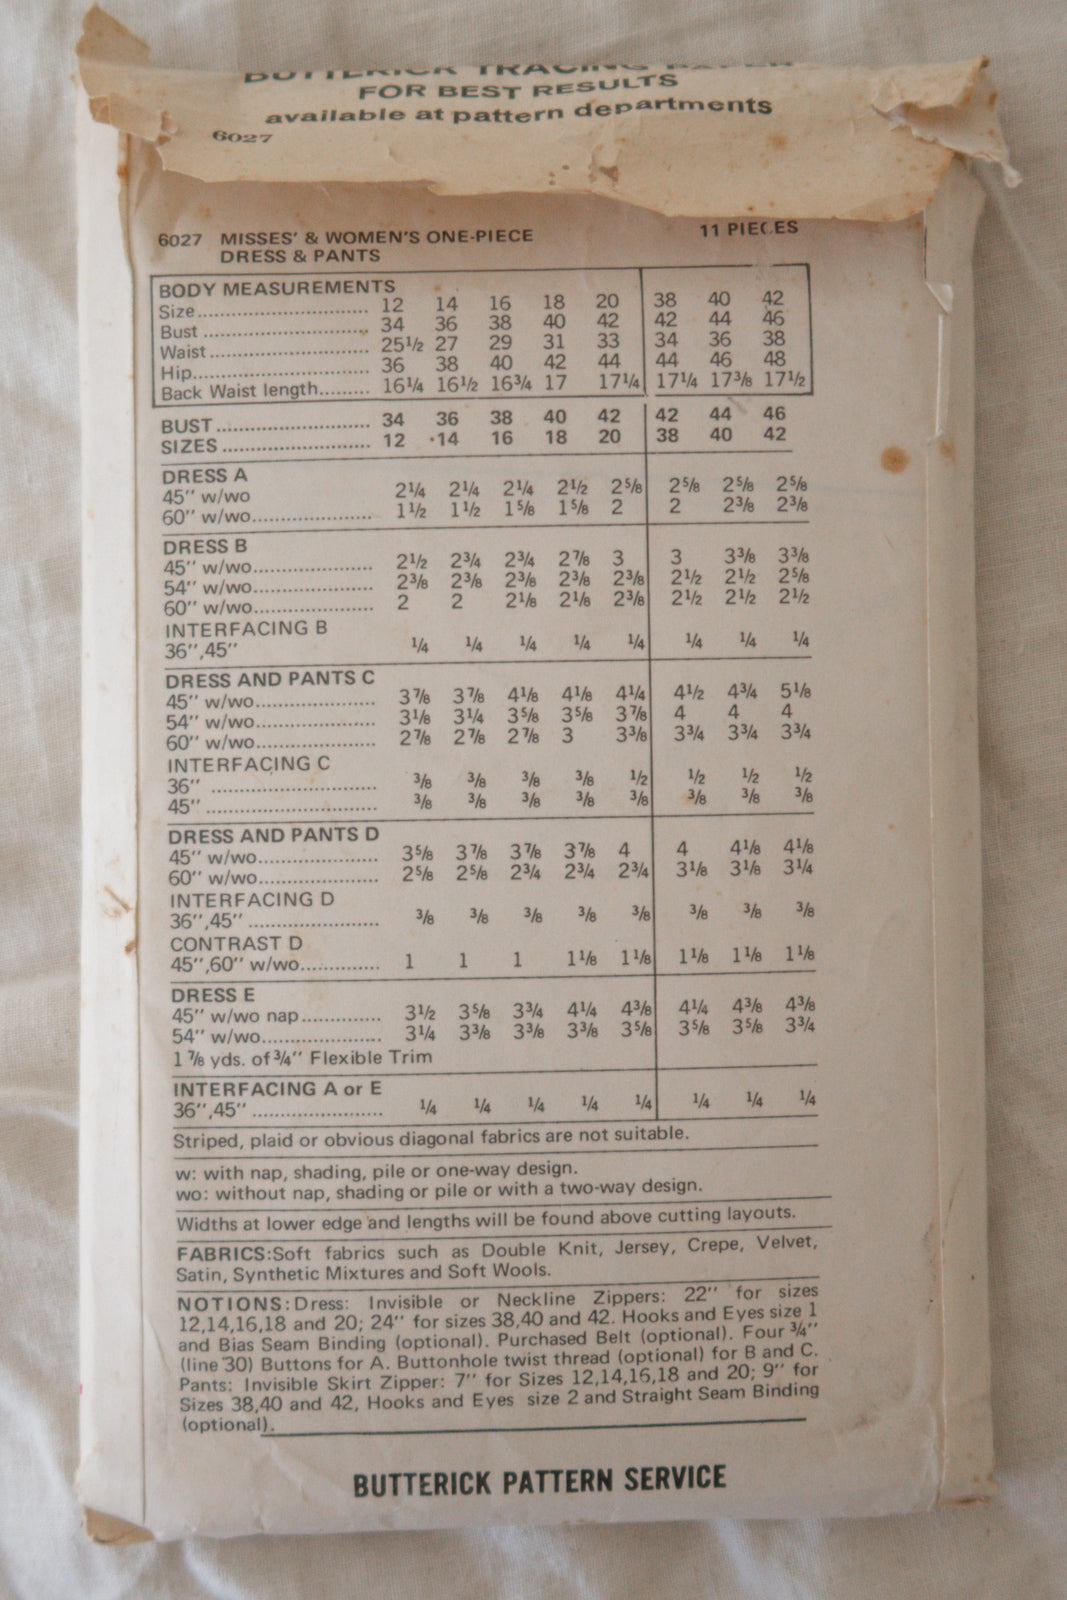 BUTTERICK TRACING PAPER
FOR BEST RESULTS
available at pattern departments
6027
6027 MISSES' & WOMEN'S ONE-PIECE 11 PIECES
DRESS & PANTS
BODY MEASUREMENTS
Size 12 14 16 18 20 38 40 42
Bust 34 36 38 40 42 42 44 46
Waist 25½ 27 29 31 33 34 36 38
Hip 36 38 40 42 44 44 46 48
Back Waist length 16¼ 16½ 16¾ 17 17¼ 17¼ 17⅜ 17½
BUST 34 36 38 40 42 42 44 46
SIZES 12 14 16 18 20 38 40 42
DRESS A
45" w/wo 2¼ 2¼ 2¼ 2½ 2⅝ 2⅝ 2⅝ 2⅝
60" w/wo 1½ 1½ 1⅝ 1⅝ 2 2 2⅜ 2⅜
DRESS B
45" w/wo 2½ 2¾ 2¾ 2⅞ 3 3 3⅜ 3⅜
54" w/wo 2⅜ 2⅜ 2⅜ 2⅜ 2⅜ 2½ 2½ 2⅝
60" w/wo 2 2 2⅛ 2⅛ 2⅜ 2½ 2½ 2½
INTERFACING B
36",45" ¼ ¼ ¼ ¼ ¼ ¼ ¼ ¼
DRESS AND PANTS C
45" w/wo 3⅞ 3⅞ 4⅛ 4⅛ 4¼ 4½ 4¾ 5⅛
54" w/wo 3⅛ 3¼ 3⅝ 3⅝ 3⅞ 4 4 4
60" w/wo 2⅞ 2⅞ 2⅞ 3 3⅜ 3¾ 3¾ 3¾
INTERFACING C
36" ⅜ ⅜ ⅜ ⅜ ½ ½ ½ ½
45" ⅜ ⅜ ⅜ ⅜ ⅜ ⅜ ⅜ ⅜
DRESS AND PANTS D
45" w/wo 3⅝ 3⅞ 3⅞ 3⅞ 4 4 4⅛ 4⅛
60" w/wo 2⅝ 2⅝ 2¾ 2¾ 2¾ 3⅛ 3⅛ 3¼
INTERFACING D
36",45" ⅜ ⅜ ⅜ ⅜ ⅜ ⅜ ⅜ ⅜
CONTRAST D
45",60" w/wo 1 1 1 1⅛ 1⅛ 1⅛ 1⅛ 1⅛
DRESS E
45" w/wo nap 3½ 3⅝ 3¾ 4¼ 4⅜ 4¼ 4⅜ 4⅜
54" w/wo 3¼ 3⅜ 3⅜ 3⅜ 3⅝ 3⅝ 3⅝ 3¾
1 ⅞ yds. of ¾" Flexible Trim
INTERFACING A or E
36",45" ¼ ¼ ¼ ¼ ¼ ¼ ¼ ¼
Striped, plaid or obvious diagonal fabrics are not suitable.
w: with nap, shading, pile or one-way design.
wo: without nap, shading or pile or with a two-way design.
Widths at lower edge and lengths will be found above cutting layouts.
FABRICS: Soft fabrics such as Double Knit, Jersey, Crepe, Velvet,
Satin, Synthetic Mixtures and Soft Wools.
NOTIONS: Dress: Invisible or Neckline Zippers: 22" for sizes
12,14,16,18 and 20; 24" for sizes 38,40 and 42. Hooks and Eyes size 1
and Bias Seam Binding (optional). Purchased Belt (optional). Four ¾"
(line 30) Buttons for A. Buttonhole twist thread (optional) for B and C.
Pants: Invisible Skirt Zipper: 7" for Sizes 12,14,16,18 and 20; 9" for
Sizes 38,40 and 42, Hooks and Eyes size 2 and Straight Seam Binding
(optional).
BUTTERICK PATTERN SERVICE